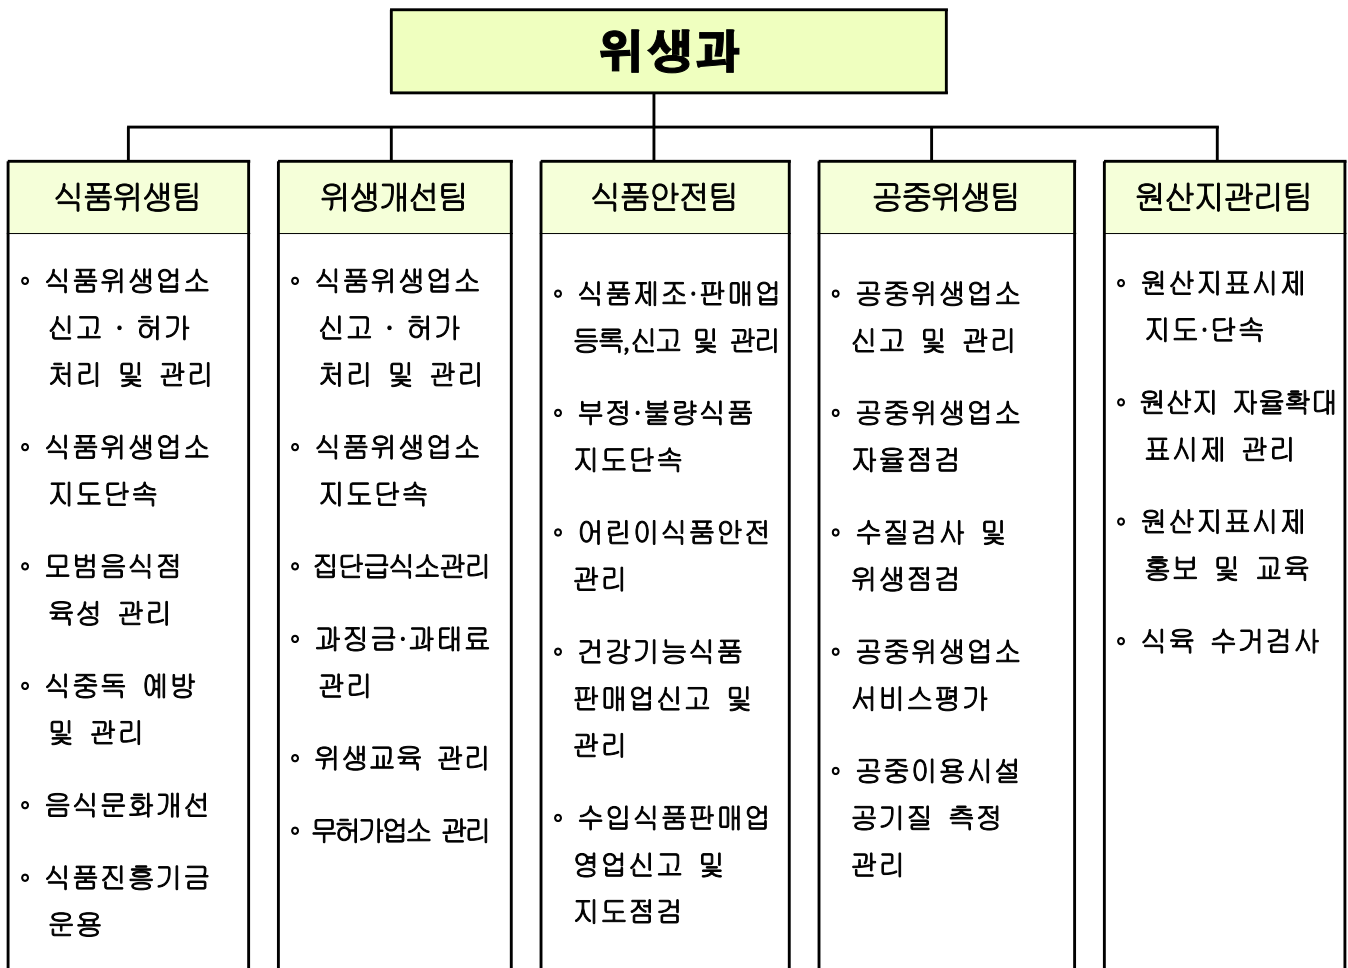 위생과
식품위생팀
◦ 식품위생업소
신고 · 허가
처리 및 관리
◦ 식품위생업소
지도단속
◦ 모범음식점
육성 관리
◦ 식중독 예방
및 관리
◦ 음식문화개선
◦ 식품진흥기금
운용
위생개선팀
◦ 식품위생업소
신고 · 허가
처리 및 관리
◦ 식품위생업소
지도단속
◦ 집단급식소관리
◦ 과징금·과태료
관리
◦ 위생교육 관리
◦ 무허가업소 관리
식품안전팀
◦ 식품제조·판매업
등록,신고 및 관리
◦ 부정·불량식품
지도단속
◦ 어린이식품안전
관리
◦ 건강기능식품
판매업신고 및
관리
◦ 수입식품판매업
영업신고 및
지도점검
공중위생팀
◦ 공중위생업소
신고 및 관리
◦ 공중위생업소
자율점검
◦ 수질검사 및
위생점검
◦ 공중위생업소
서비스평가
◦ 공중이용시설
공기질 측정
관리
원산지관리팀
◦ 원산지표시제
지도·단속
◦ 원산지 자율확대
표시제 관리
◦ 원산지표시제
홍보 및 교육
◦ 식육 수거검사